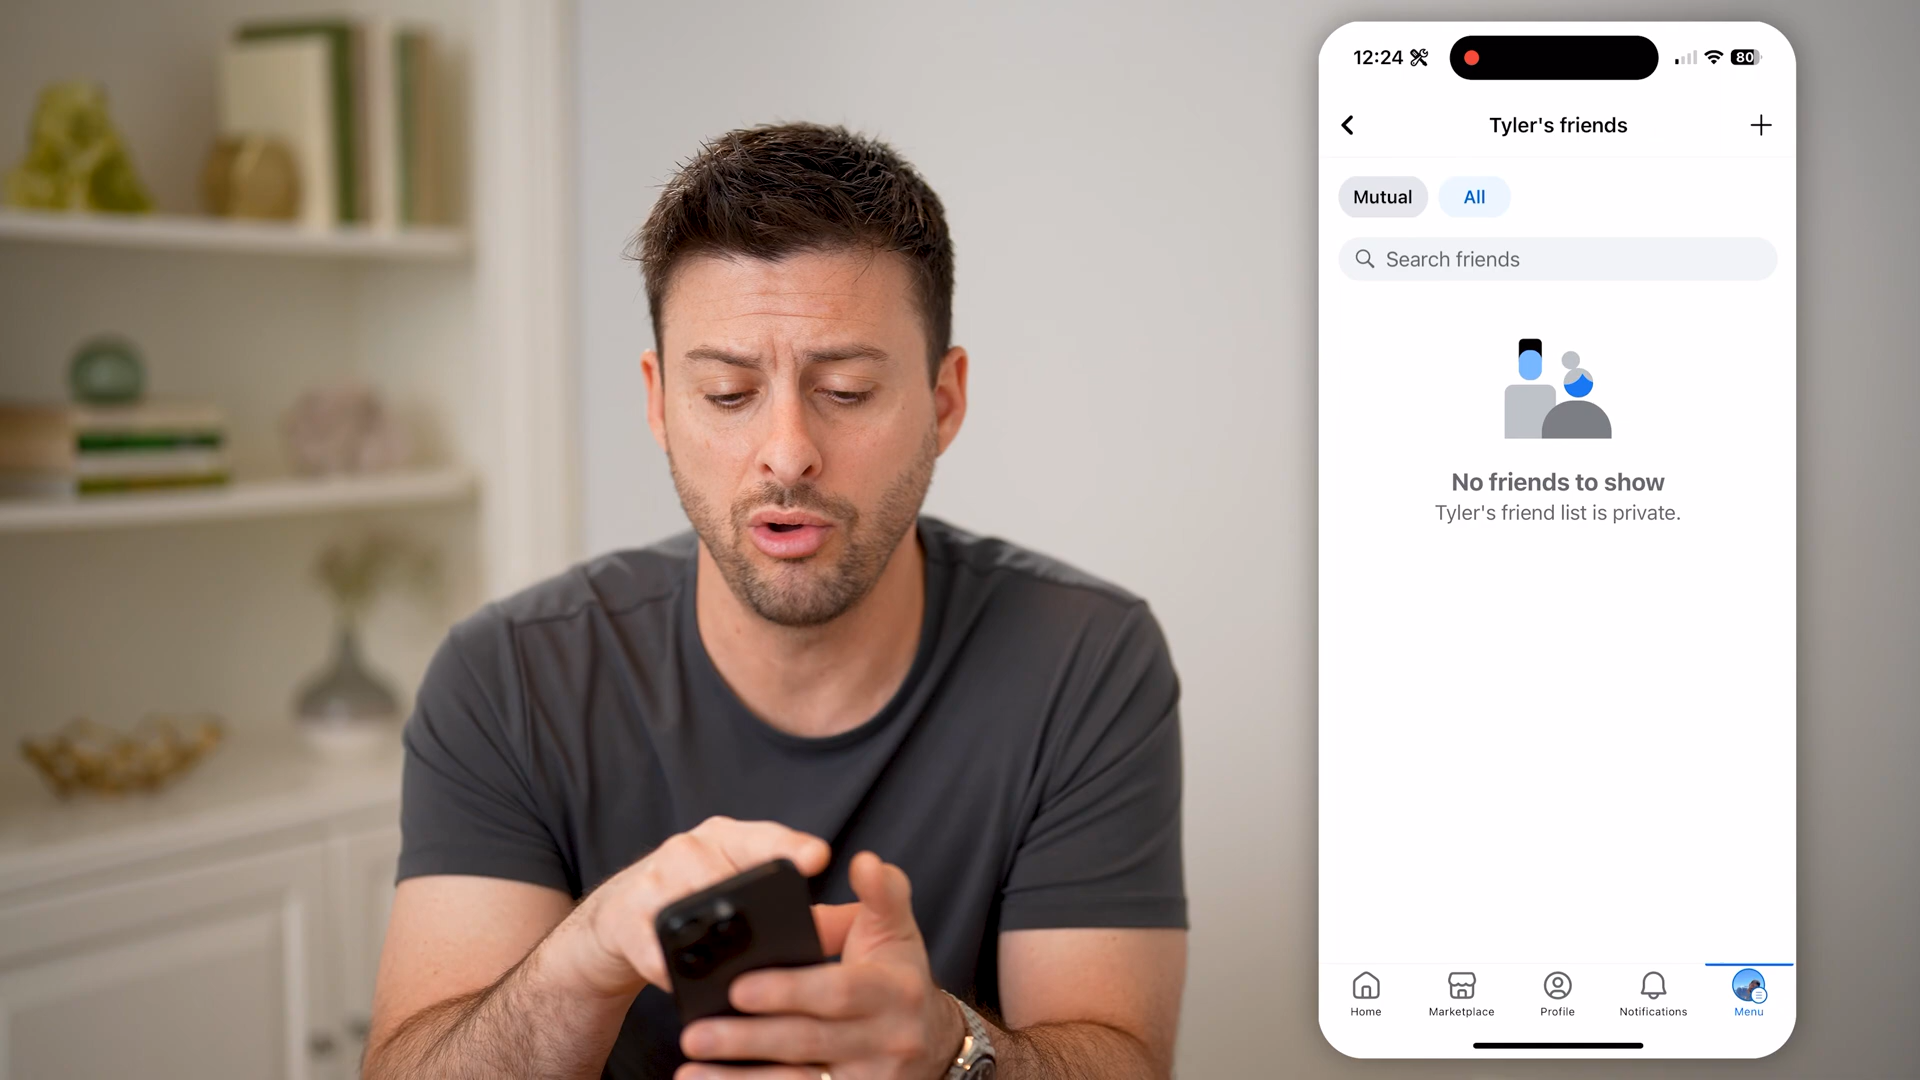 12:24
80
Tyler's friends
Mutual
All
Search friends
No friends to show
Tyler's friend list is private.
Home
Marketplace
Profile
Notifications
Menu